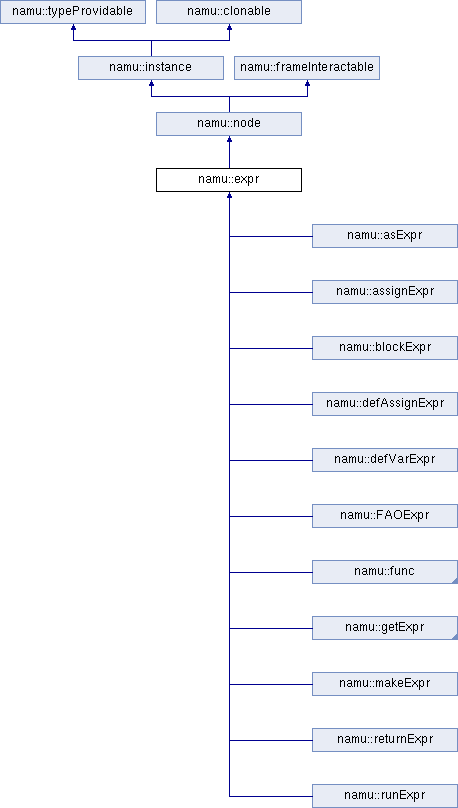 namu::typeProvidable
namu::clonable
namu::instance
namu::frameInteractable
namu::node
namu::expr
namu::asExpr
namu::assignExpr
namu::blockExpr
namu::defAssignExpr
namu::defVarExpr
namu::FAOExpr
namu::func
namu::getExpr
namu::makeExpr
namu::returnExpr
namu::runExpr